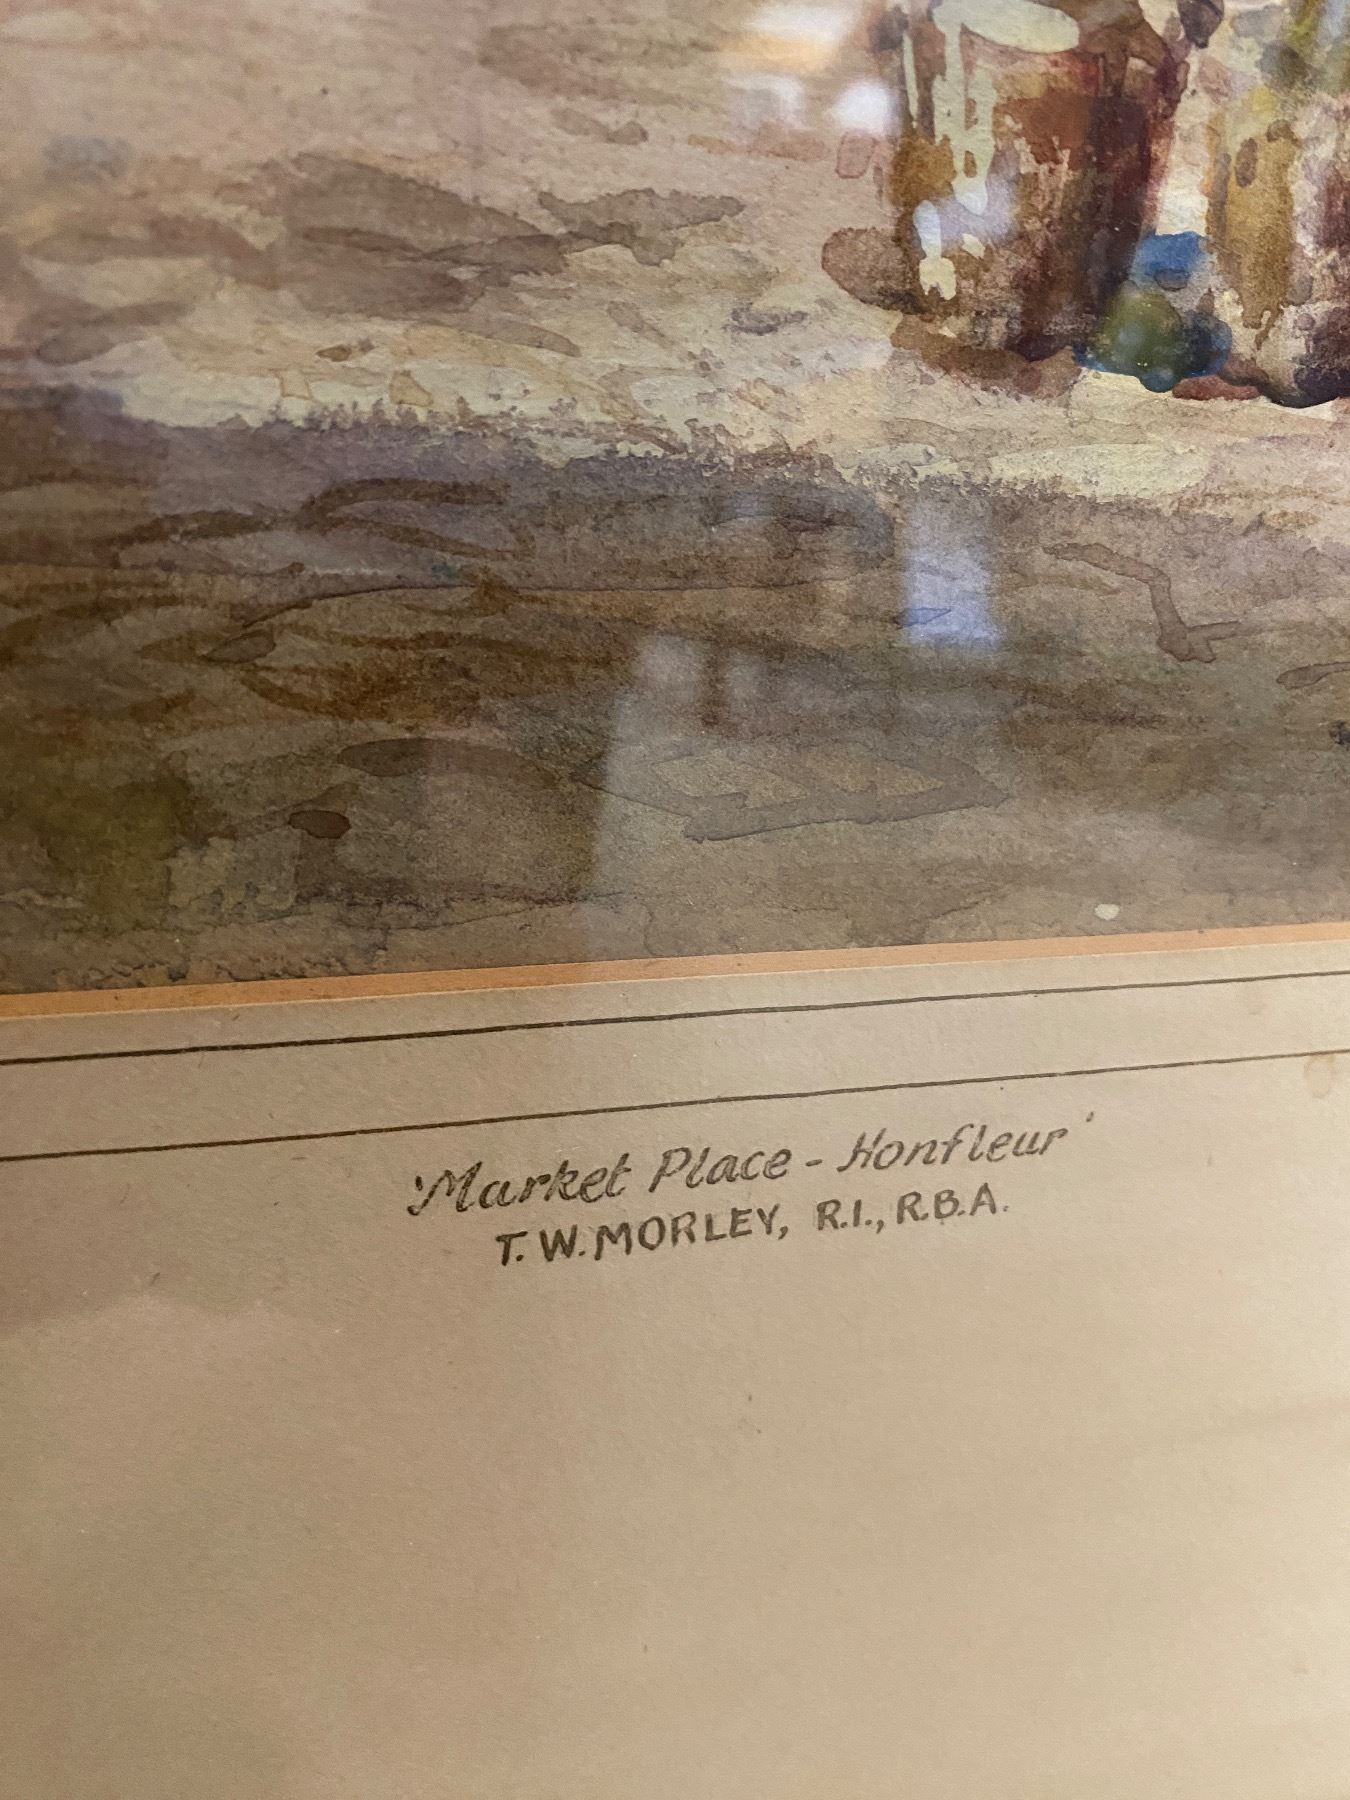 'Market Place - Honfleur'
T. W. MORLEY, R.I., R.B.A.